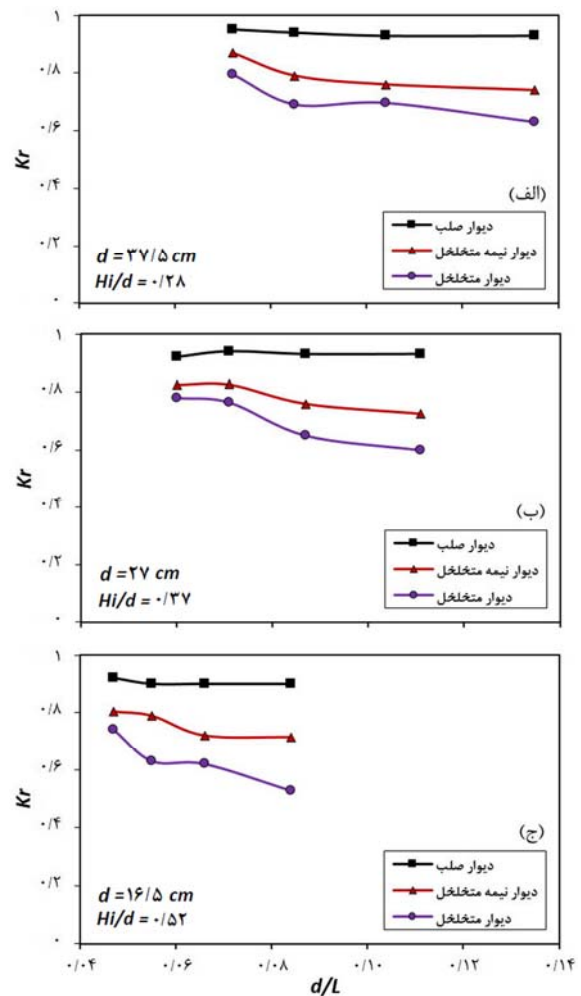 ۱
۰/۸
۰/۶
۰/۴
۰/۲
۰
Kr
(الف)
دیوار صلب
دیوار نیمه متخلخل
دیوار متخلخل
d = ۳۷/۵ cm
Hi/d = ۰/۲۸
۱
۰/۸
۰/۶
۰/۴
۰/۲
۰
Kr
(ب)
دیوار صلب
دیوار نیمه متخلخل
دیوار متخلخل
d = ۲۷ cm
Hi/d = ۰/۳۷
۱
۰/۸
۰/۶
۰/۴
۰/۲
۰
Kr
(ج)
دیوار صلب
دیوار نیمه متخلخل
دیوار متخلخل
d = ۱۶/۵ cm
Hi/d = ۰/۵۲
۰/۰۴ ۰/۰۶ ۰/۰۸ ۰/۱۰ ۰/۱۲ ۰/۱۴
d/L